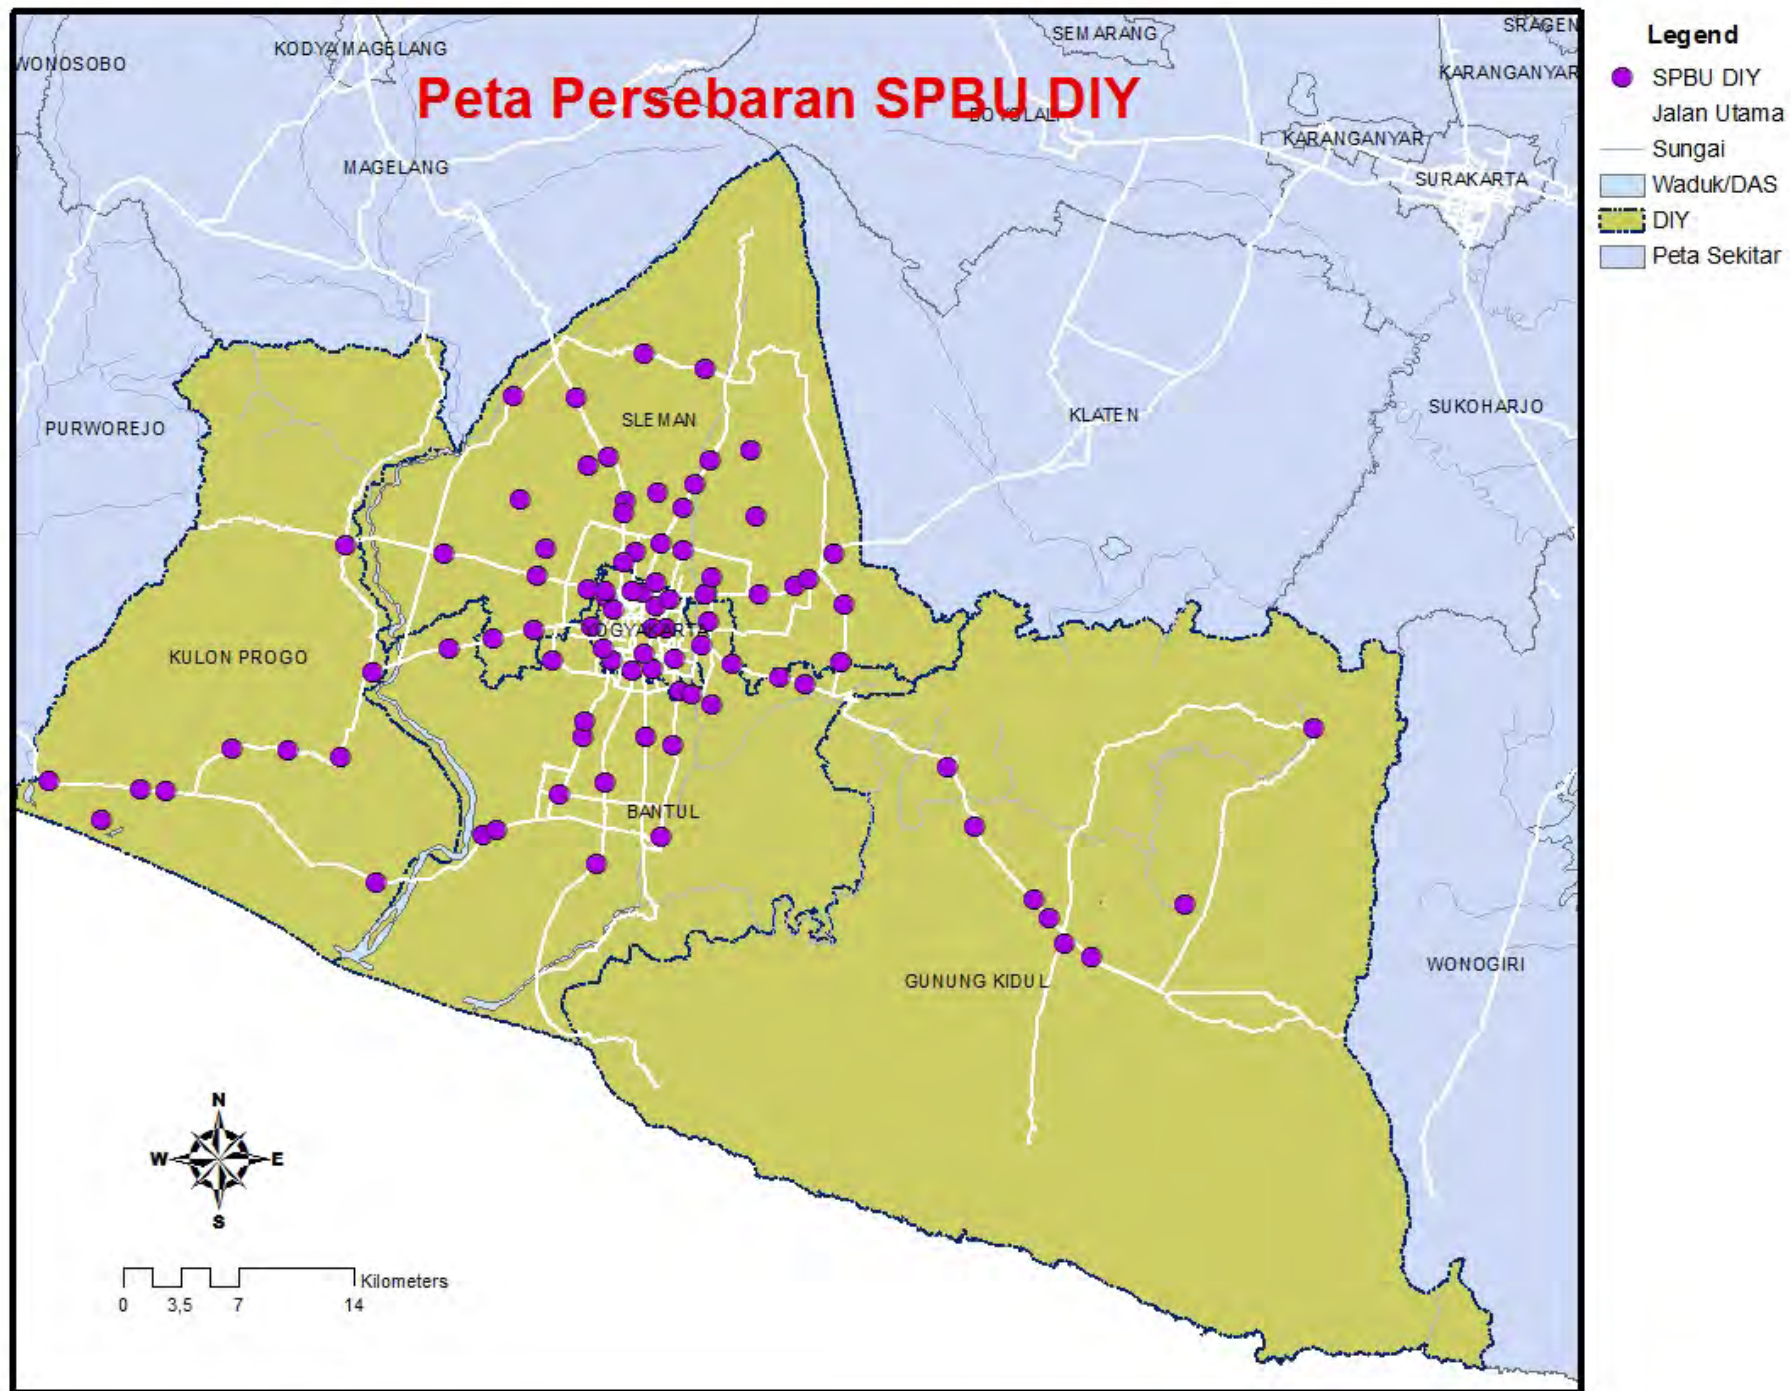 SRAGEN
SEMARANG
KODYA MAGELANG
WONOSOBO
KARANGANYAR
Peta Persebaran SPBU DIY
BOYOLALI
KARANGANYAR
MAGELANG
SURAKARTA
SUKOHARJO
KLATEN
SLEMAN
PURWOREJO
YOGYAKARTA
KULON PROGO
BANTUL
WONOGIRI
GUNUNG KIDUL
N
W E
S
Kilometers
0 3,5 7 14
Legend
SPBU DIY
Jalan Utama
Sungai
Waduk/DAS
DIY
Peta Sekitar